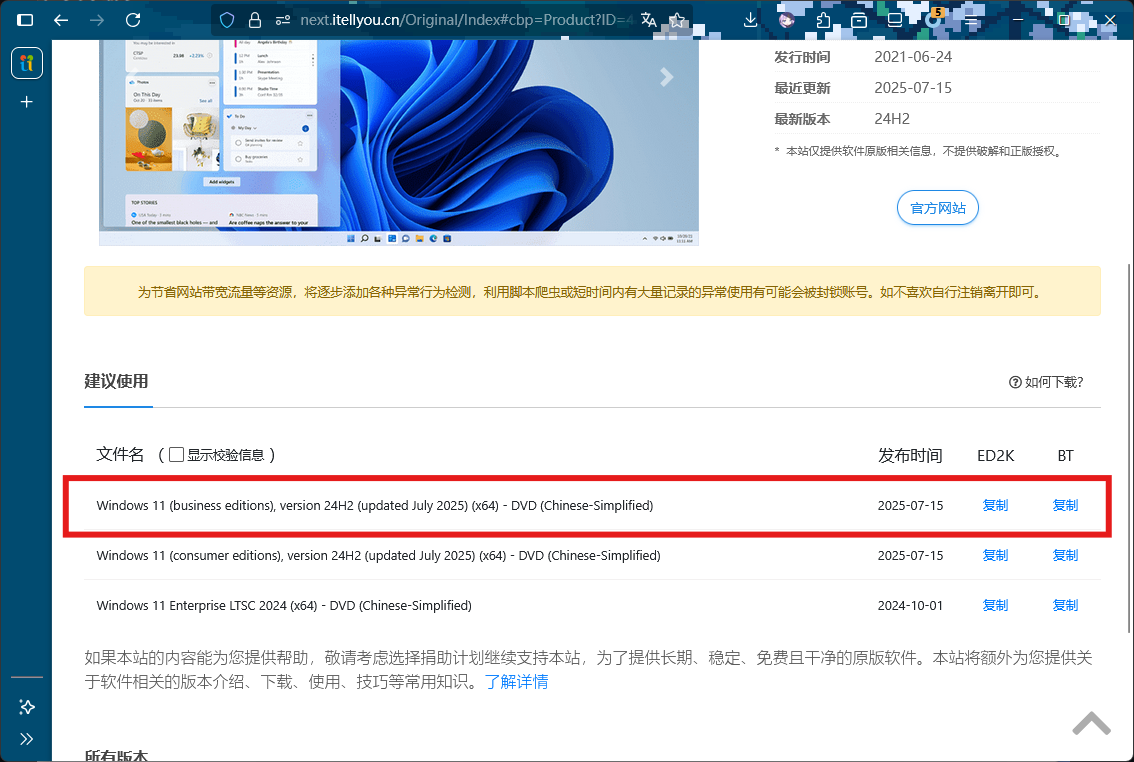 next.itellyou.cn/Original/Index#cbp=Product?ID=4
5
On This Day
See all
Add widgets
TOP STORIES
USA Today · 3 mins
One of the smallest black holes — and
NBC News · 5 mins
Are coffee naps the answer to your
To Do
My Day
发行时间 2021-06-24
最近更新 2025-07-15
最新版本 24H2
* 本站仅提供软件原版相关信息，不提供破解和正版授权。
官方网站
为节省网站带宽流量等资源，将逐步添加各种异常行为检测，利用脚本爬虫或短时间内有大量记录的异常使用有可能会被封锁账号。如不喜欢自行注销离开即可。
建议使用 如何下载?
文件名 （ 显示校验信息 ） 发布时间 ED2K BT
Windows 11 (business editions), version 24H2 (updated July 2025) (x64) - DVD (Chinese-Simplified) 2025-07-15 复制 复制
Windows 11 (consumer editions), version 24H2 (updated July 2025) (x64) - DVD (Chinese-Simplified) 2025-07-15 复制 复制
Windows 11 Enterprise LTSC 2024 (x64) - DVD (Chinese-Simplified) 2024-10-01 复制 复制
如果本站的内容能为您提供帮助，敬请考虑选择捐助计划继续支持本站，为了提供长期、稳定、免费且干净的原版软件。本站将额外为您提供关
于软件相关的版本介绍、下载、使用、技巧等常用知识。了解详情
所有版本